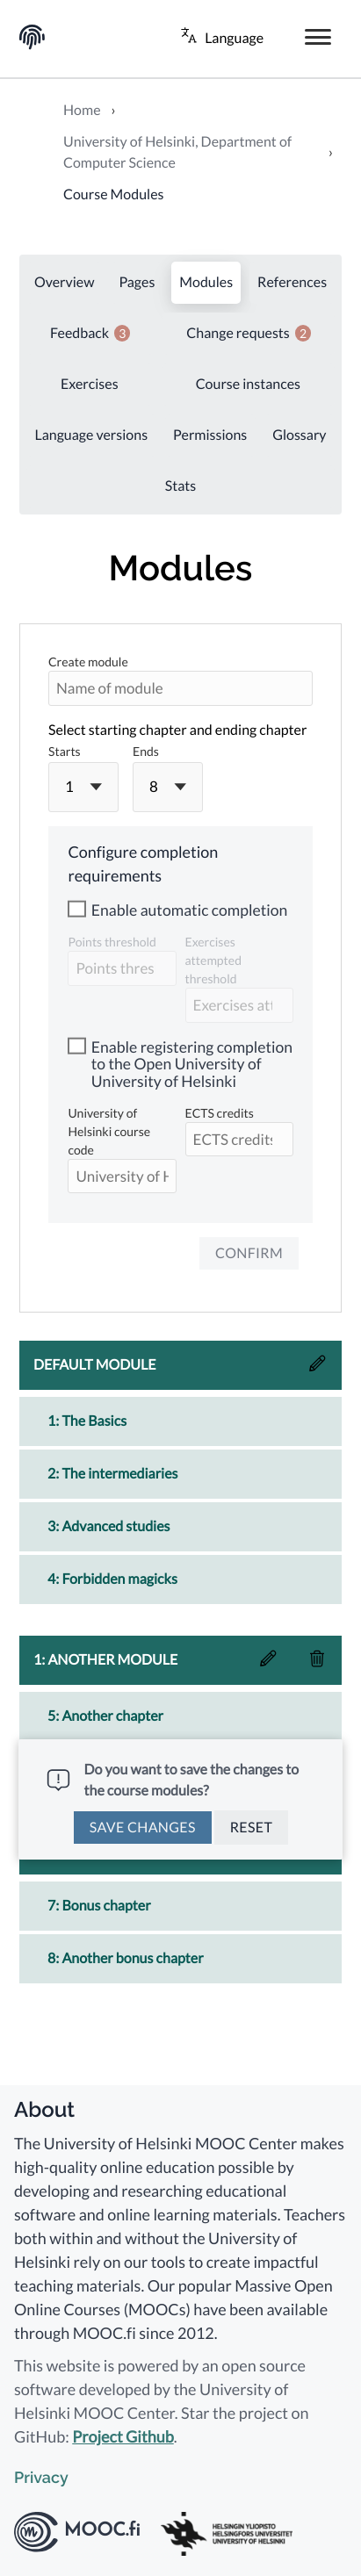 Language
Home ›
University of Helsinki, Department of
Computer Science ›
Course Modules
Overview Pages Modules References
Feedback 3 Change requests 2
Exercises Course instances
Language versions Permissions Glossary
Stats
Modules
Create module
Name of module
Select starting chapter and ending chapter
Starts Ends
1 8
Configure completion
requirements
Enable automatic completion
Points threshold
Points thres
Exercises
attempted
threshold
Exercises att
Enable registering completion
to the Open University of
University of Helsinki
University of
Helsinki course
code
University of H
ECTS credits
ECTS credits
CONFIRM
DEFAULT MODULE
1: The Basics
2: The intermediaries
3: Advanced studies
4: Forbidden magicks
1: ANOTHER MODULE
5: Another chapter
Do you want to save the changes to
the course modules?
SAVE CHANGES RESET
7: Bonus chapter
8: Another bonus chapter
About
The University of Helsinki MOOC Center makes
high-quality online education possible by
developing and researching educational
software and online learning materials. Teachers
both within and without the University of
Helsinki rely on our tools to create impactful
teaching materials. Our popular Massive Open
Online Courses (MOOCs) have been available
through MOOC.fi since 2012.
This website is powered by an open source
software developed by the University of
Helsinki MOOC Center. Star the project on
GitHub: Project Github.
Privacy
MOOC.fi
HELSINGIN YLIOPISTO
HELSINGFORS UNIVERSITET
UNIVERSITY OF HELSINKI